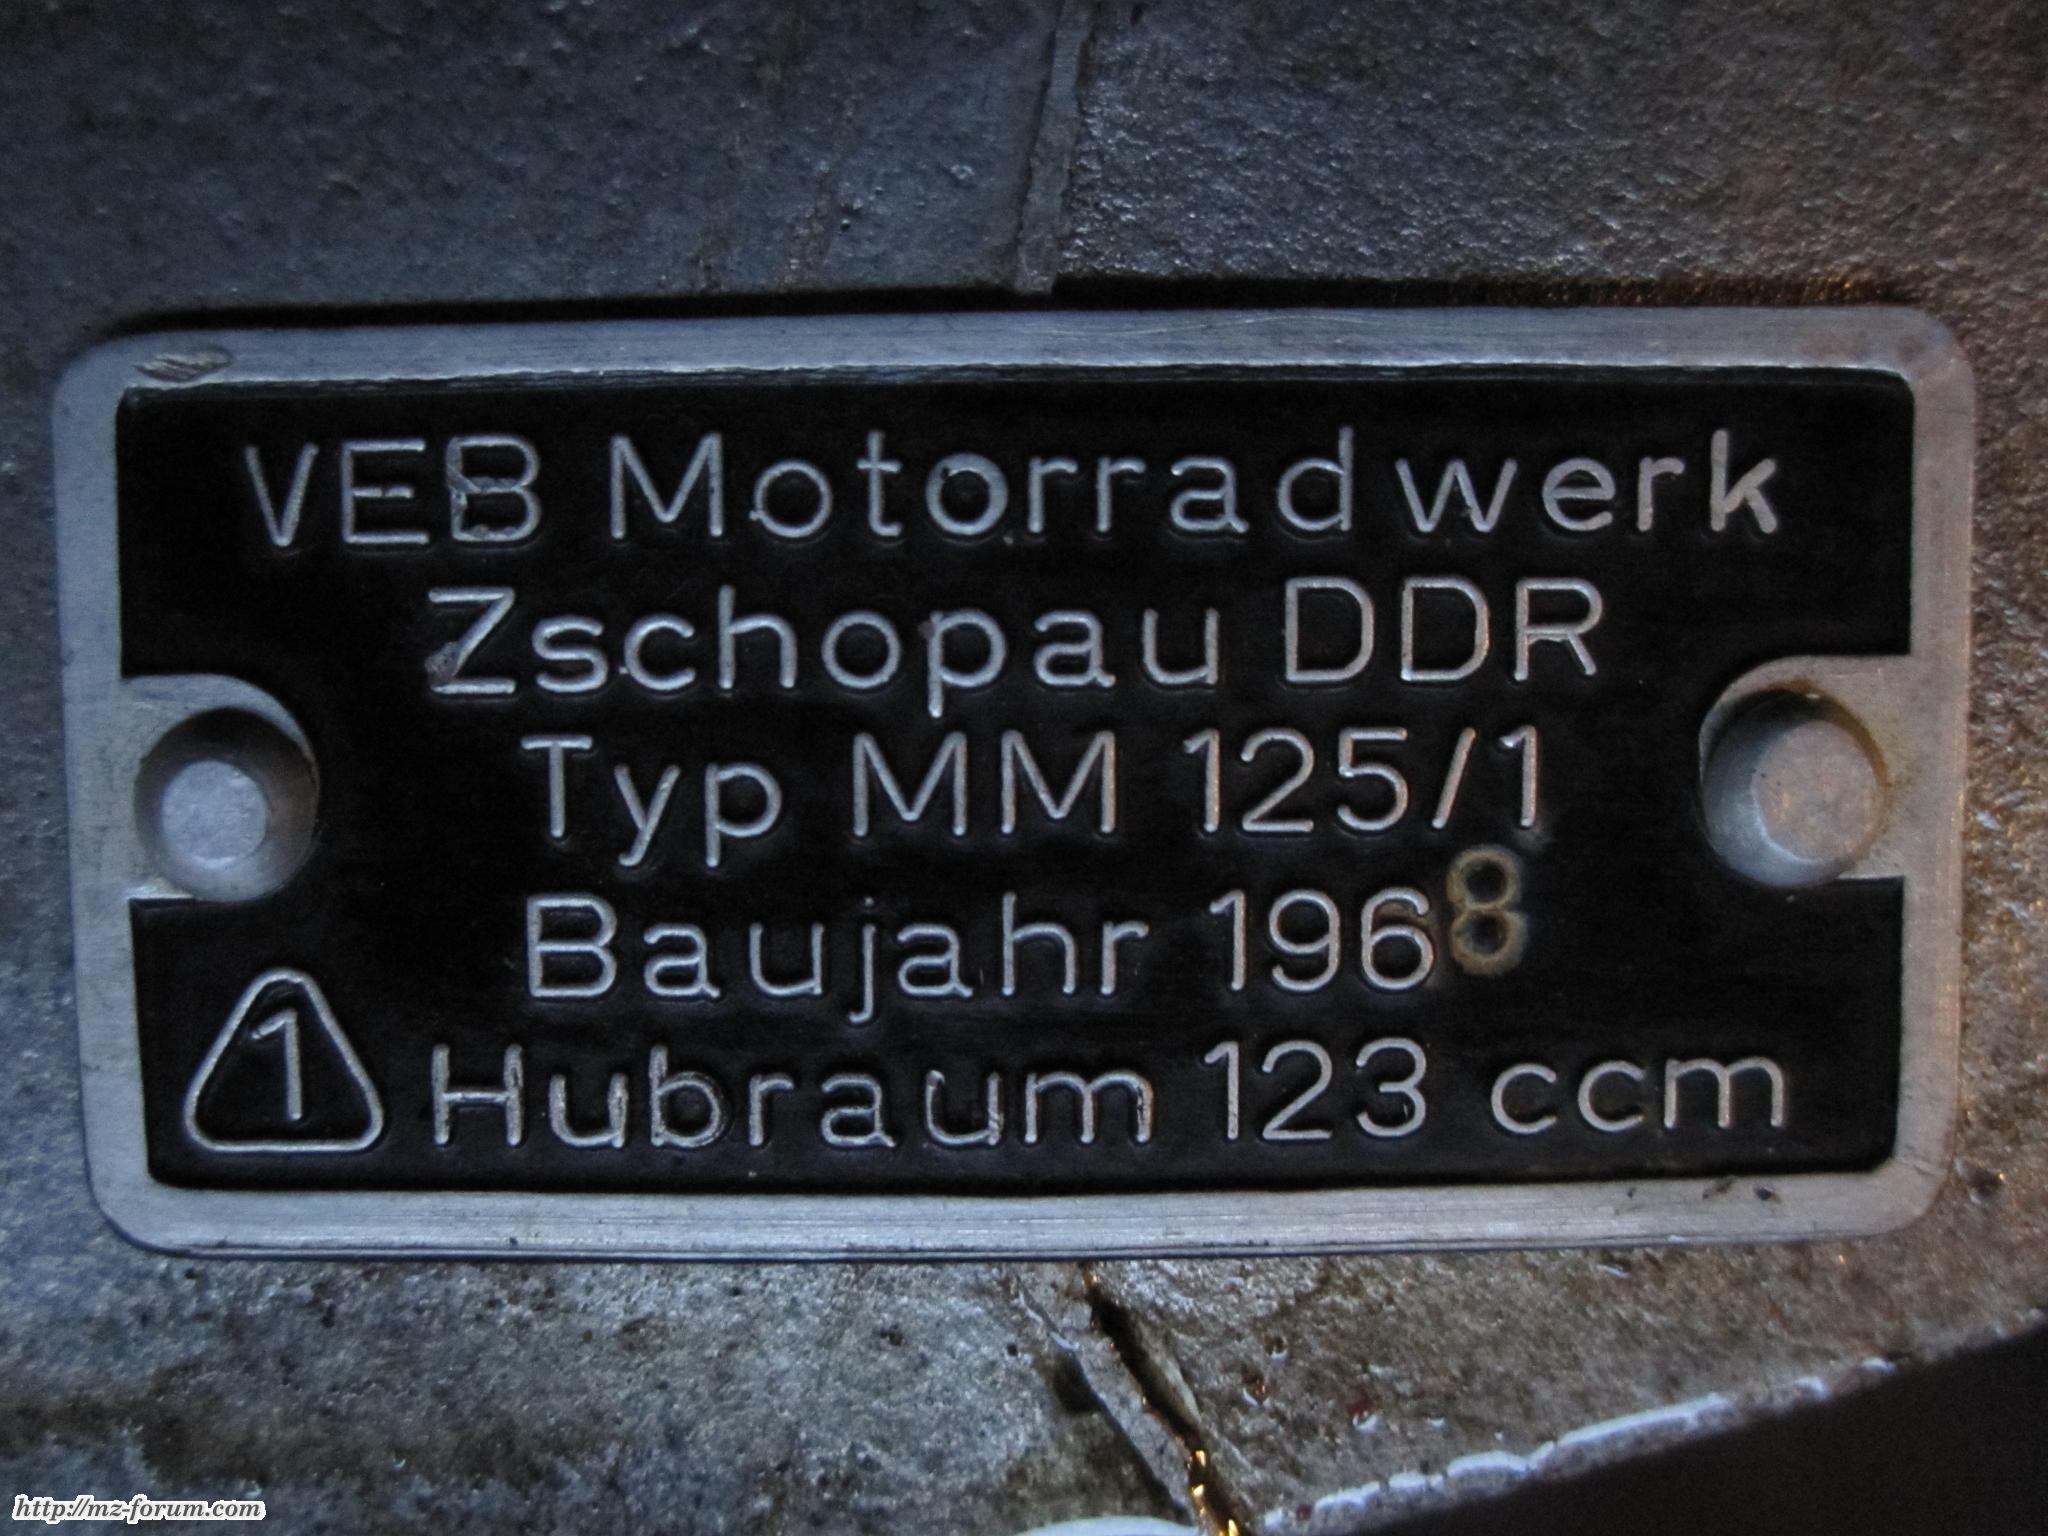 VEB Motorradwerk
Zschopau DDR
Typ MM 125/1
Baujahr 1968
1 Hubraum 123 ccm
http://mz-forum.com